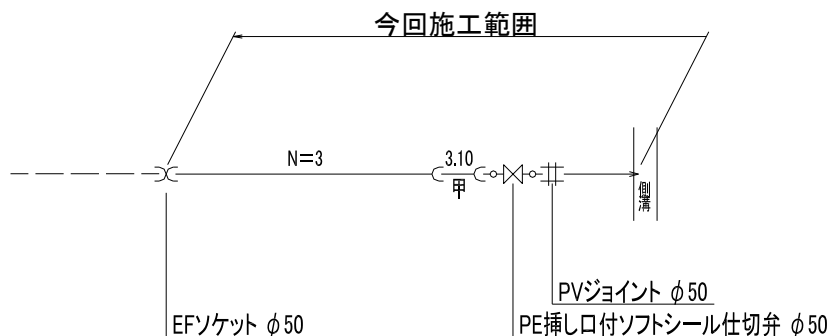 今回施工範囲
N=3
3.10
甲
側溝
PVジョイント φ50
EFソケット φ50
PE挿し口付ソフトシール仕切弁 φ50